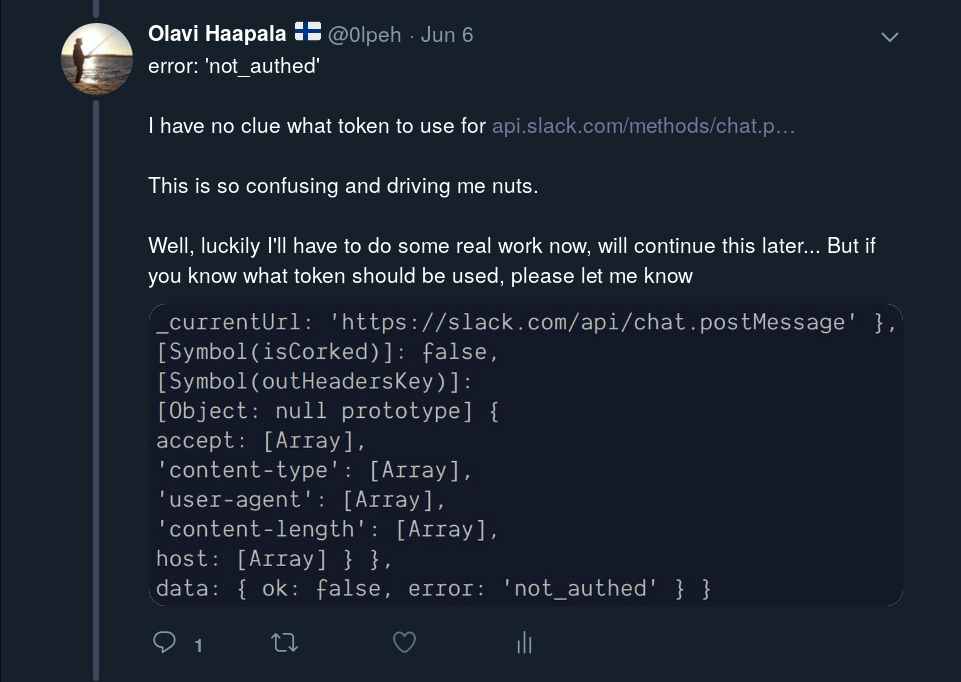 Olavi Haapala 🇫🇮 @0lpeh · Jun 6
error: 'not_authed'
I have no clue what token to use for api.slack.com/methods/chat.p…
This is so confusing and driving me nuts.
Well, luckily I'll have to do some real work now, will continue this later... But if
you know what token should be used, please let me know
_currentUrl: 'https://slack.com/api/chat.postMessage' },
[Symbol(isCorked)]: false,
[Symbol(outHeadersKey)]:
[Object: null prototype] {
accept: [Array],
'content-type': [Array],
'user-agent': [Array],
'content-length': [Array],
host: [Array] } },
data: { ok: false, error: 'not_authed' } }
1